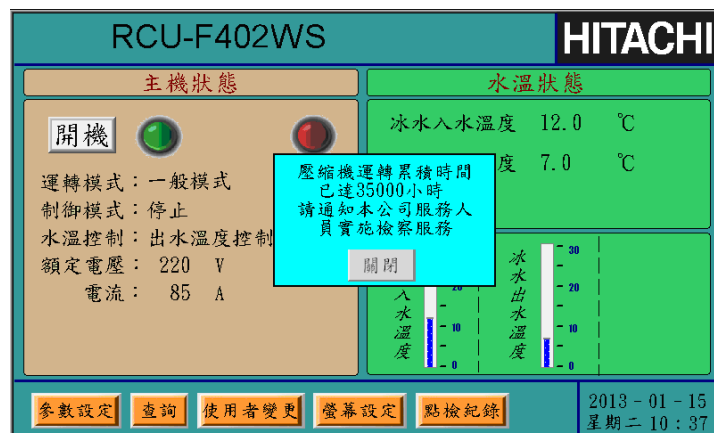 RCU-F402WS
HITACHI
主機狀態
開機
運轉模式：一般模式
制御模式：停止
水溫控制：出水溫度控制
額定電壓： 220 V
電流： 85 A
水溫狀態
冰水入水溫度 12.0 ℃
度 7.0 ℃
壓縮機運轉累積時間
已達35000小時
請通知本公司服務人
員實施檢察服務
關閉
入水溫度
20
10
0
冰水出水溫度
30
20
10
0
參數設定
查詢
使用者變更
螢幕設定
點檢紀錄
2013-01-15
星期二 10:37